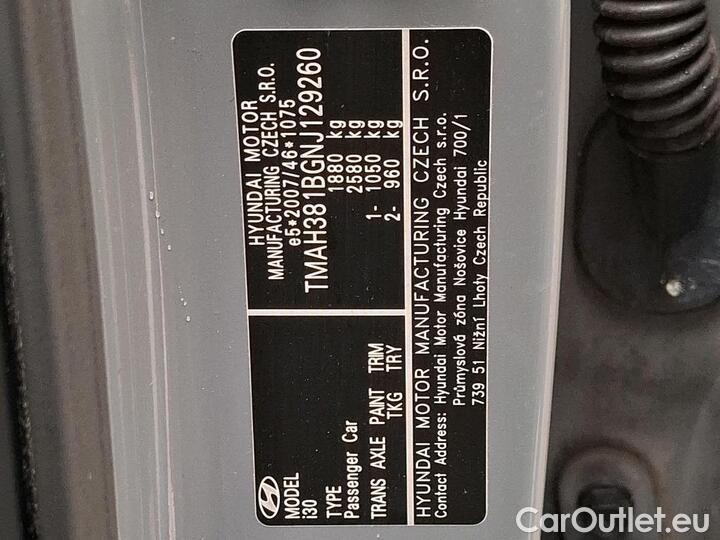 HYUNDAI MOTOR
MANUFACTURING CZECH S.R.O.
e5*2007/46*1075
TMAH381BGNJ129260
1880 kg
2580 kg
1- 1050 kg
2- 960 kg
MODEL
i30
TYPE
Passenger Car
TRANS AXLE PAINT TRIM
TKG TRY
HYUNDAI MOTOR MANUFACTURING CZECH S.R.O.
Contact Address: Hyundai Motor Manufacturing Czech s.r.o.
Průmyslová zóna Nošovice Hyundai 700/1
739 51 Nižní Lhoty Czech Republic
CarOutlet.eu